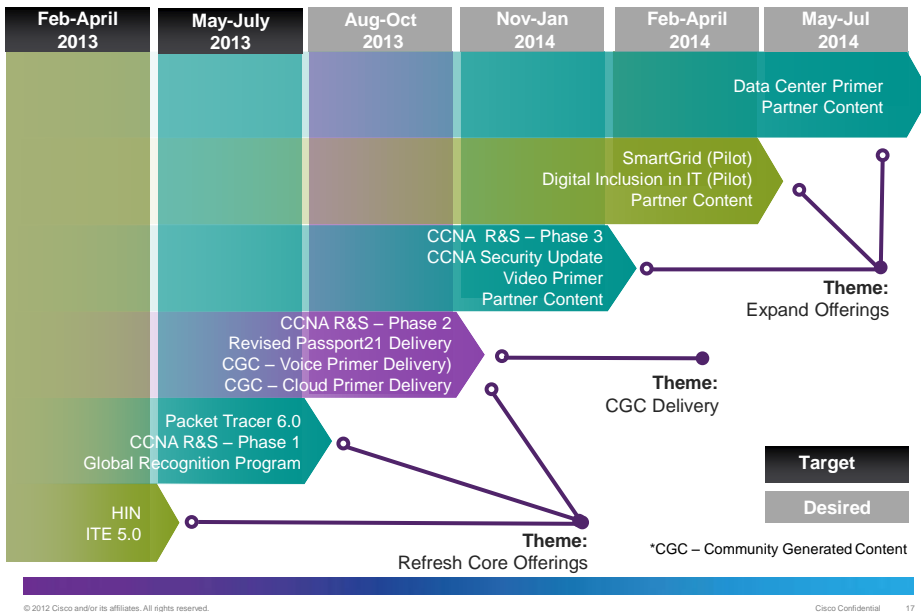 Feb-April
2013
May-July
2013
Aug-Oct
2013
Nov-Jan
2014
Feb-April
2014
May-Jul
2014
Data Center Primer
Partner Content
SmartGrid (Pilot)
Digital Inclusion in IT (Pilot)
Partner Content
CCNA R&S – Phase 3
CCNA Security Update
Video Primer
Partner Content
Theme:
Expand Offerings
CCNA R&S – Phase 2
Revised Passport21 Delivery
CGC – Voice Primer Delivery)
CGC – Cloud Primer Delivery
Theme:
CGC Delivery
Packet Tracer 6.0
CCNA R&S – Phase 1
Global Recognition Program
HIN
ITE 5.0
Theme:
Refresh Core Offerings
Target
Desired
*CGC – Community Generated Content
© 2012 Cisco and/or its affiliates. All rights reserved.
Cisco Confidential 17